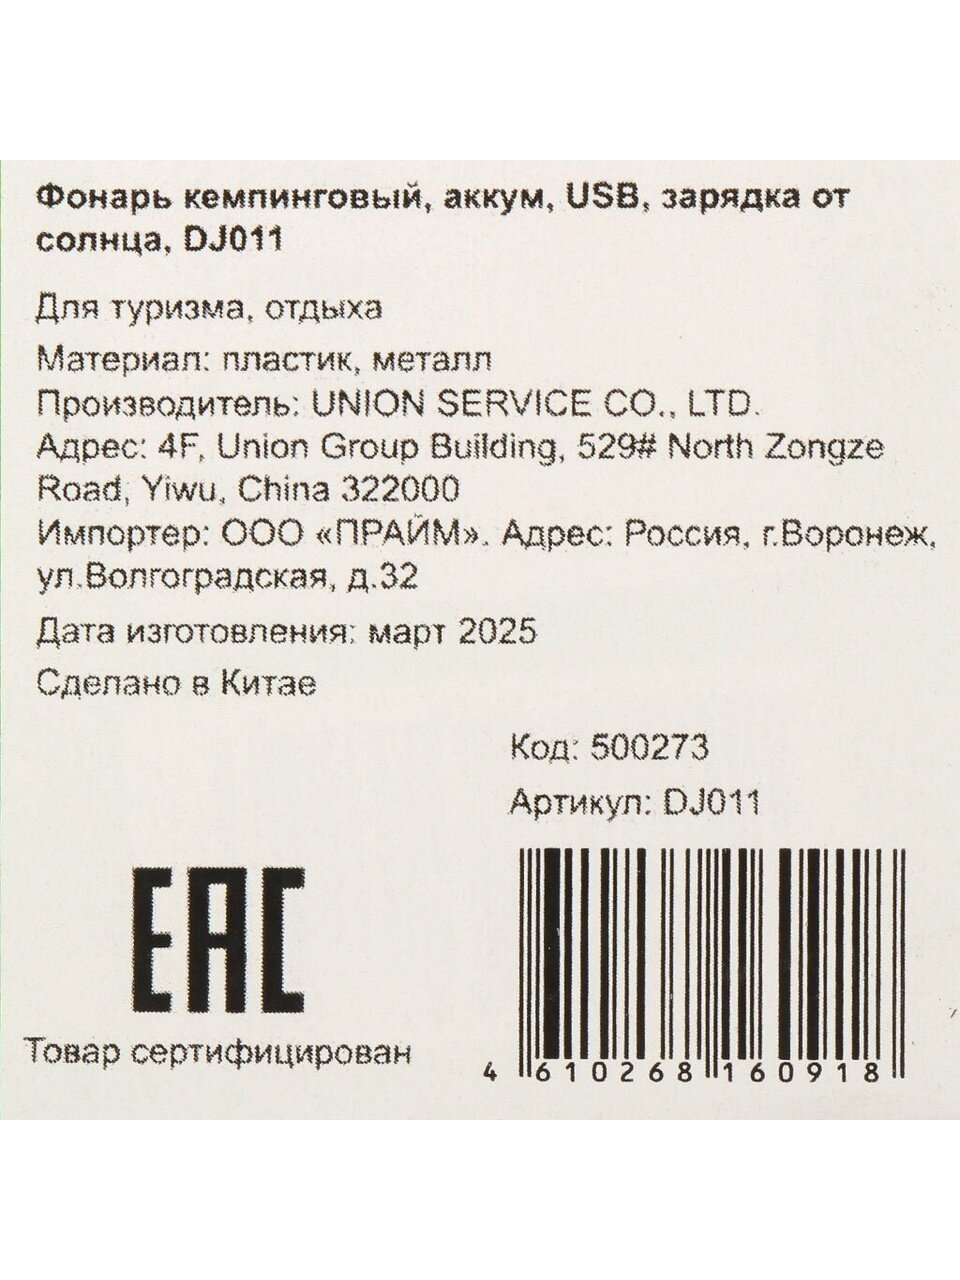 Фонарь кемпинговый, аккум, USB, зарядка от
солнца, DJ011
Для туризма, отдыха
Материал: пластик, металл
Производитель: UNION SERVICE CO., LTD.
Адрес: 4F, Union Group Building, 529# North Zongze
Road, Yiwu, China 322000
Импортер: ООО «ПРАЙМ». Адрес: Россия, г.Воронеж,
ул.Волгоградская, д.32
Дата изготовления: март 2025
Сделано в Китае
Код: 500273
Артикул: DJ011
EAC
Товар сертифицирован
4 610268 160918